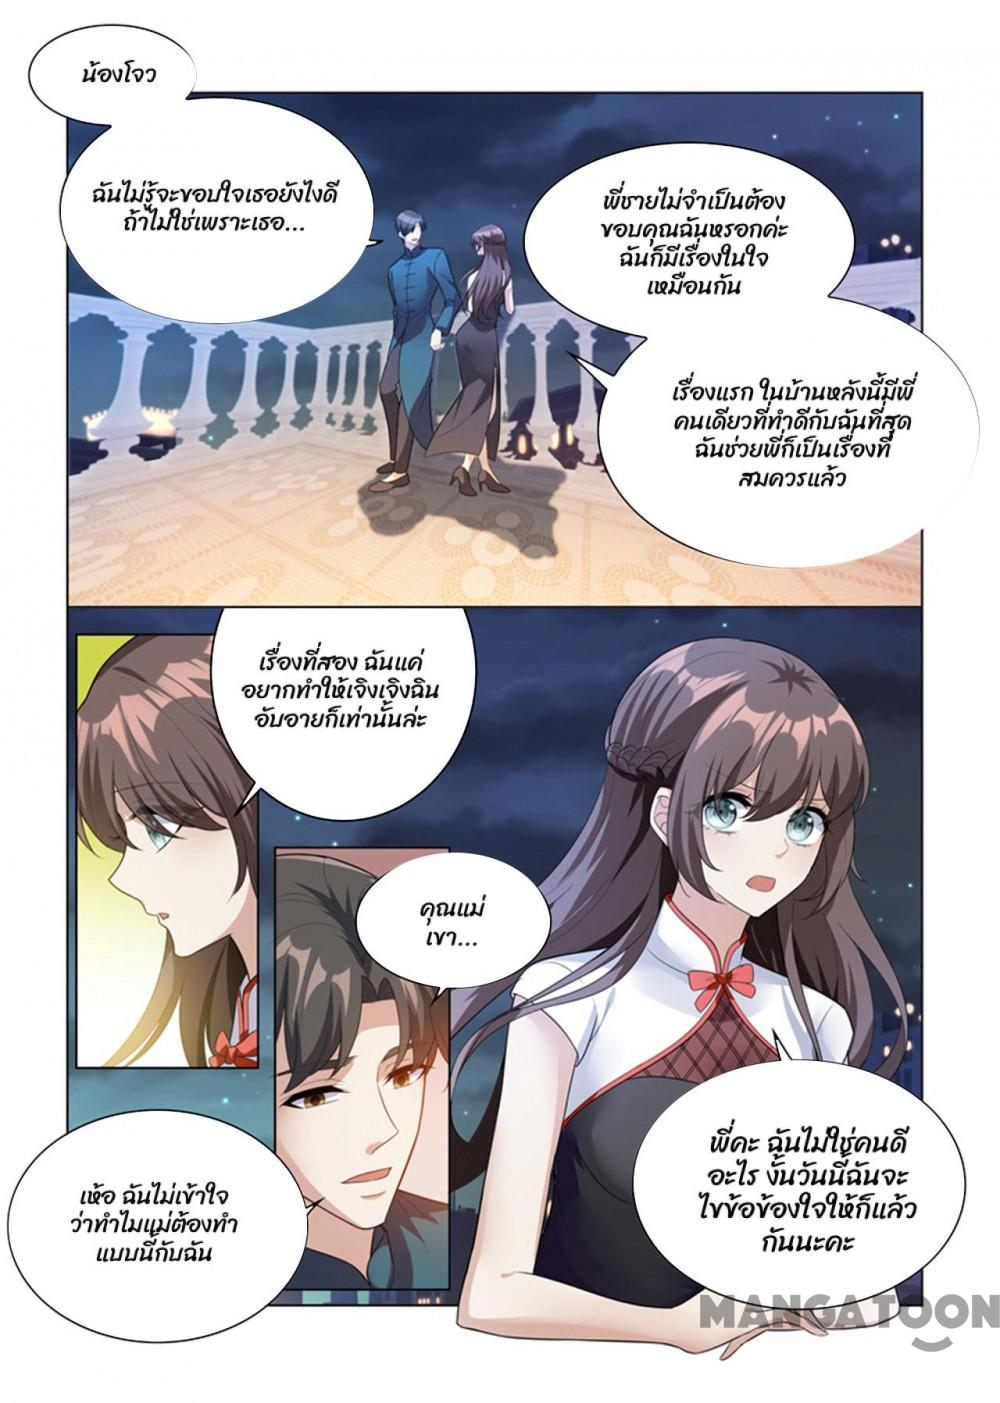 น้องโจว
ฉันไม่รู้จะขอบใจเธอยังไงดี
ถ้าไม่ใช่เพราะเธอ...
พี่ชายไม่จำเป็นต้อง
ขอบคุณฉันหรอกค่ะ
ฉันก็มีเรื่องในใจ
เหมือนกัน
เรื่องแรก ในบ้านหลังนี้มีพี่
คนเดียวที่ทำดีกับฉันที่สุด
ฉันช่วยพี่ก็เป็นเรื่องที่
สมควรแล้ว
เรื่องที่สอง ฉันแค่
อยากทำให้เจิงเจิงฉิน
อับอายก็เท่านั้นล่ะ
คุณแม่
เขา...
เห้อ ฉันไม่เข้าใจ
ว่าทำไมแม่ต้องทำ
แบบนี้กับฉัน
พี่คะ ฉันไม่ใช่คนดี
อะไร งั้นวันนี้ฉันจะ
ไขข้อข้องใจให้ก็แล้ว
กันนะคะ
MANGATOON